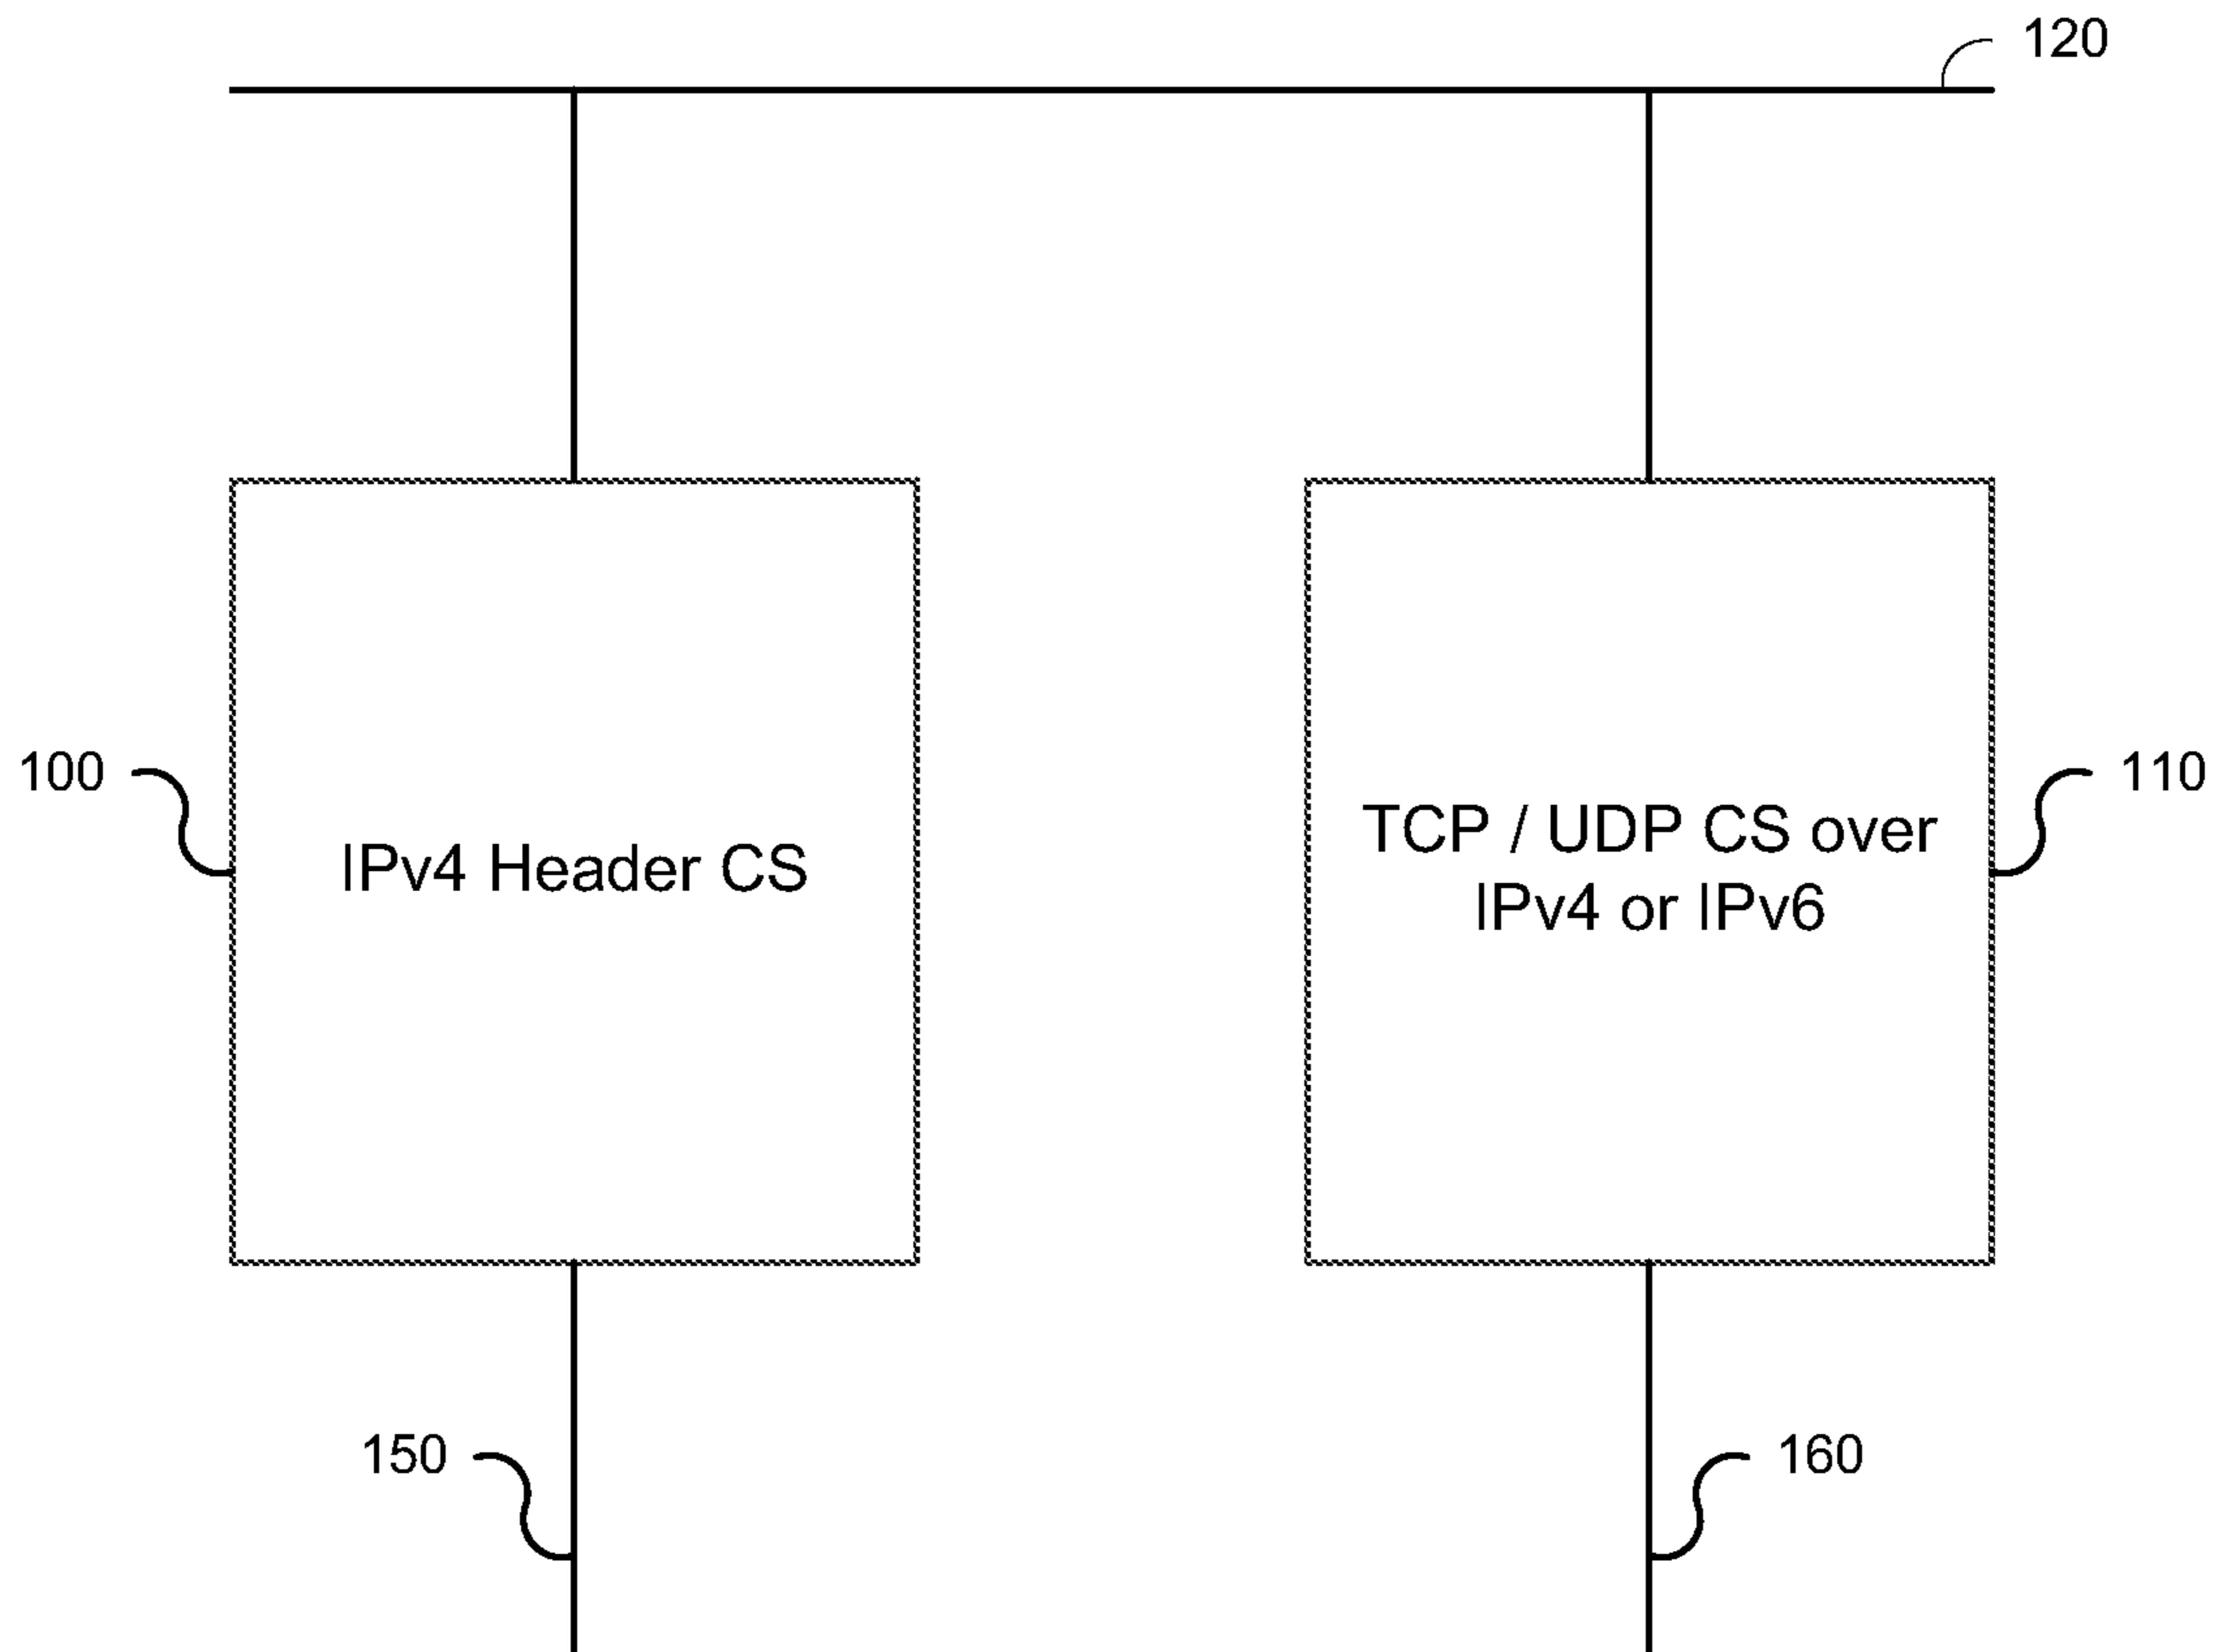 120
100
IPv4 Header CS
TCP / UDP CS over
IPv4 or IPv6
110
150
160